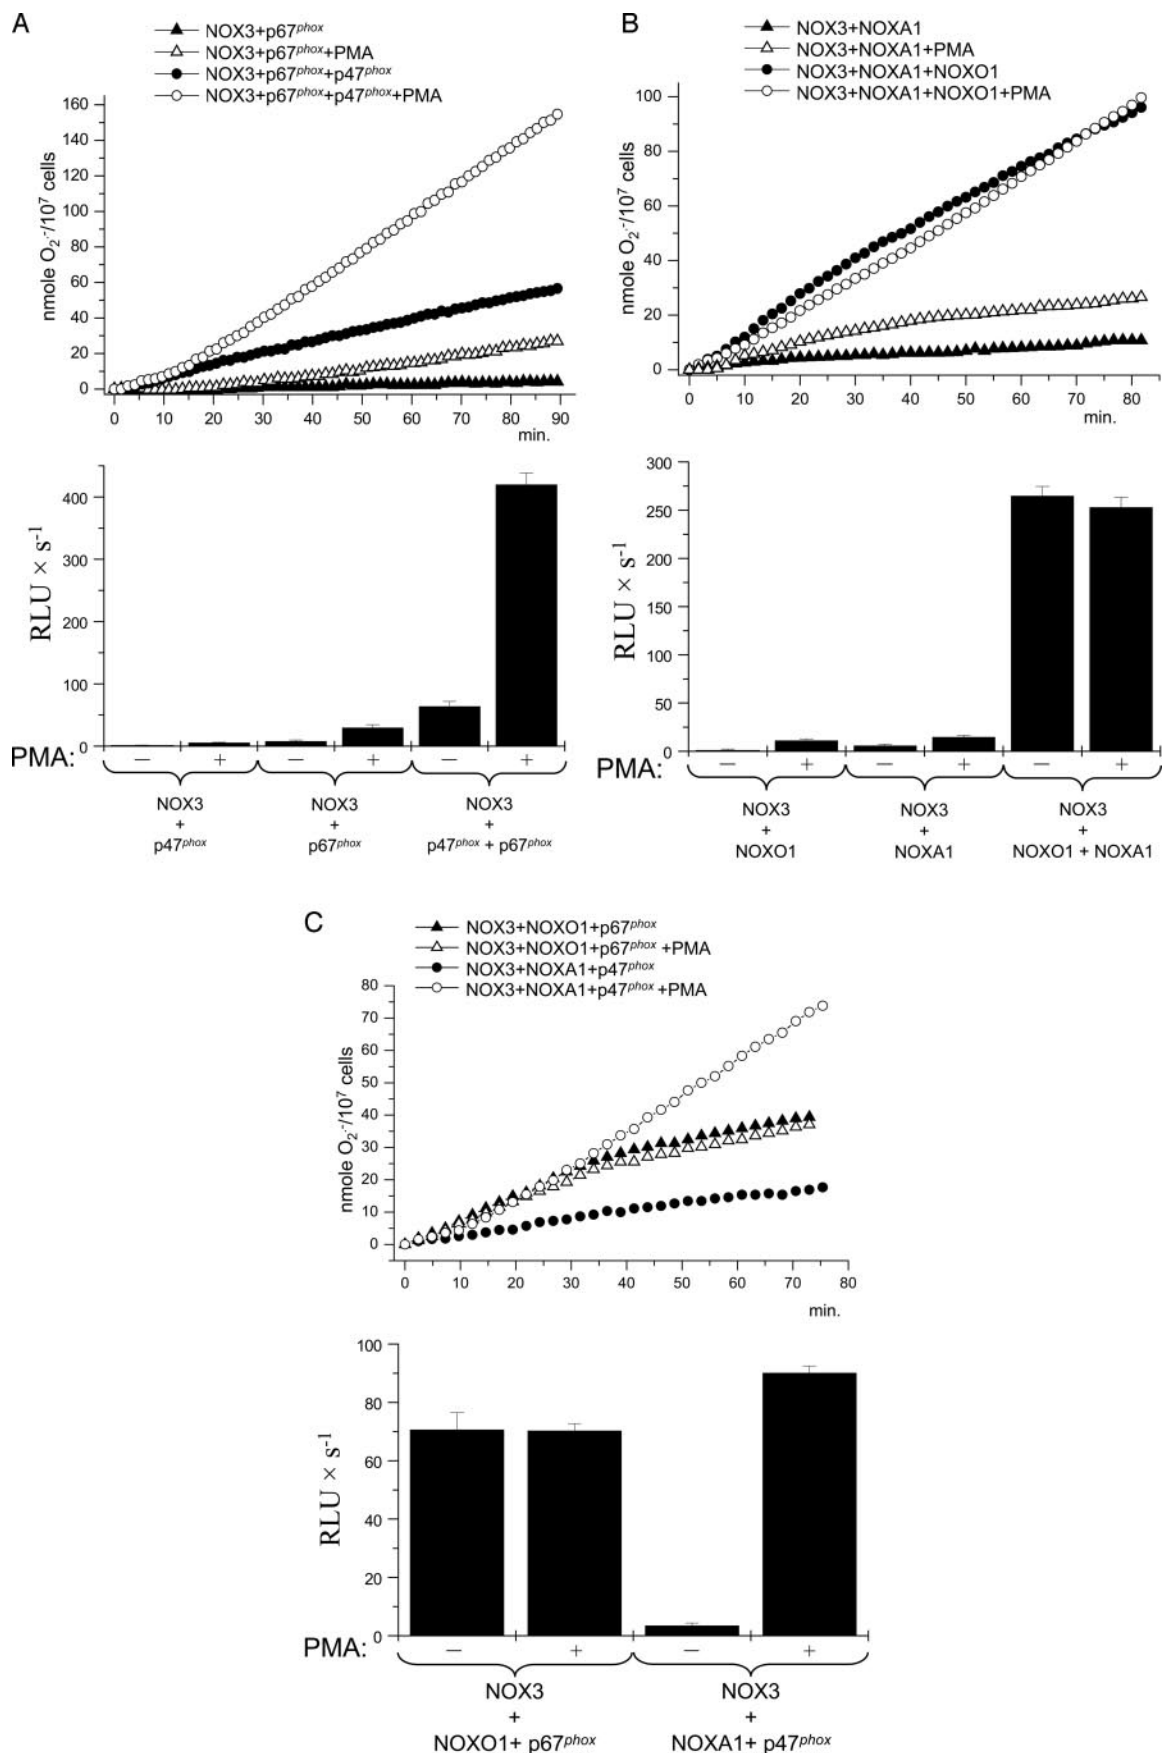 A
NOX3+p67phox
NOX3+p67phox+PMA
NOX3+p67phox+p47phox
NOX3+p67phox+p47phox+PMA
nmole O2·-/10⁷ cells
160
140
120
100
80
60
40
20
0
0 10 20 30 40 50 60 70 80 90
min.
RLU × s⁻¹
400
300
200
100
0
PMA: − + − + − +
NOX3 NOX3 NOX3
+ + +
p47phox p67phox p47phox + p67phox
B
NOX3+NOXA1
NOX3+NOXA1+PMA
NOX3+NOXA1+NOXO1
NOX3+NOXA1+NOXO1+PMA
nmole O2·-/10⁷ cells
100
80
60
40
20
0
0 10 20 30 40 50 60 70 80
min.
RLU × s⁻¹
300
250
200
150
100
50
0
PMA: − + − + − +
NOX3 NOX3 NOX3
+ + +
NOXO1 NOXA1 NOXO1 + NOXA1
C
NOX3+NOXO1+p67phox
NOX3+NOXO1+p67phox +PMA
NOX3+NOXA1+p47phox
NOX3+NOXA1+p47phox +PMA
nmole O2·-/10⁷ cells
80
70
60
50
40
30
20
10
0
0 10 20 30 40 50 60 70 80
min.
RLU × s⁻¹
100
80
60
40
20
0
PMA: − + − +
NOX3 NOX3
+ +
NOXO1+ p67phox NOXA1+ p47phox